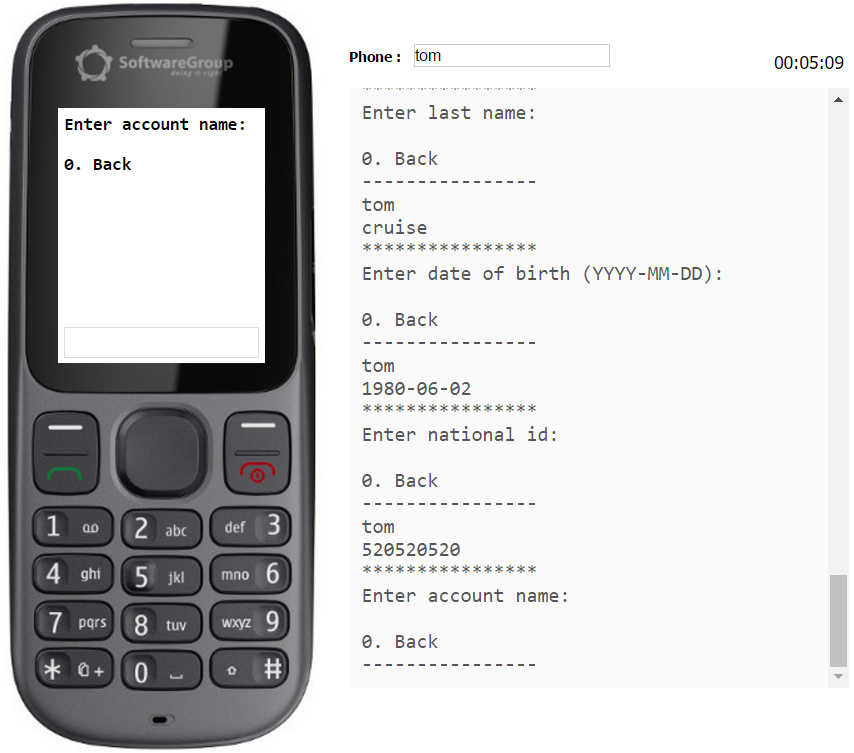 SoftwareGroup
doing it right
Enter account name:
0. Back
1
2 abc
def 3
4 ghi
5 jkl
mno 6
7 pqrs
8 tuv
wxyz 9
* +
0
#
Phone : tom
00:05:09
****************
Enter last name:
0. Back
----------------
tom
cruise
****************
Enter date of birth (YYYY-MM-DD):
0. Back
----------------
tom
1980-06-02
****************
Enter national id:
0. Back
----------------
tom
520520520
****************
Enter account name:
0. Back
----------------